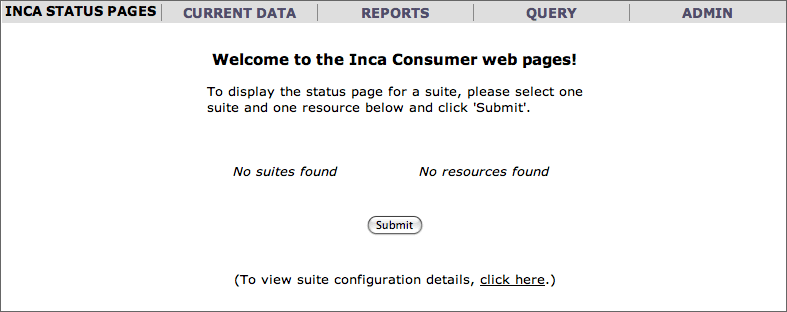 INCA STATUS PAGES CURRENT DATA REPORTS QUERY ADMIN
Welcome to the Inca Consumer web pages!
To display the status page for a suite, please select one
suite and one resource below and click 'Submit'.
No suites found No resources found
Submit
(To view suite configuration details, click here.)